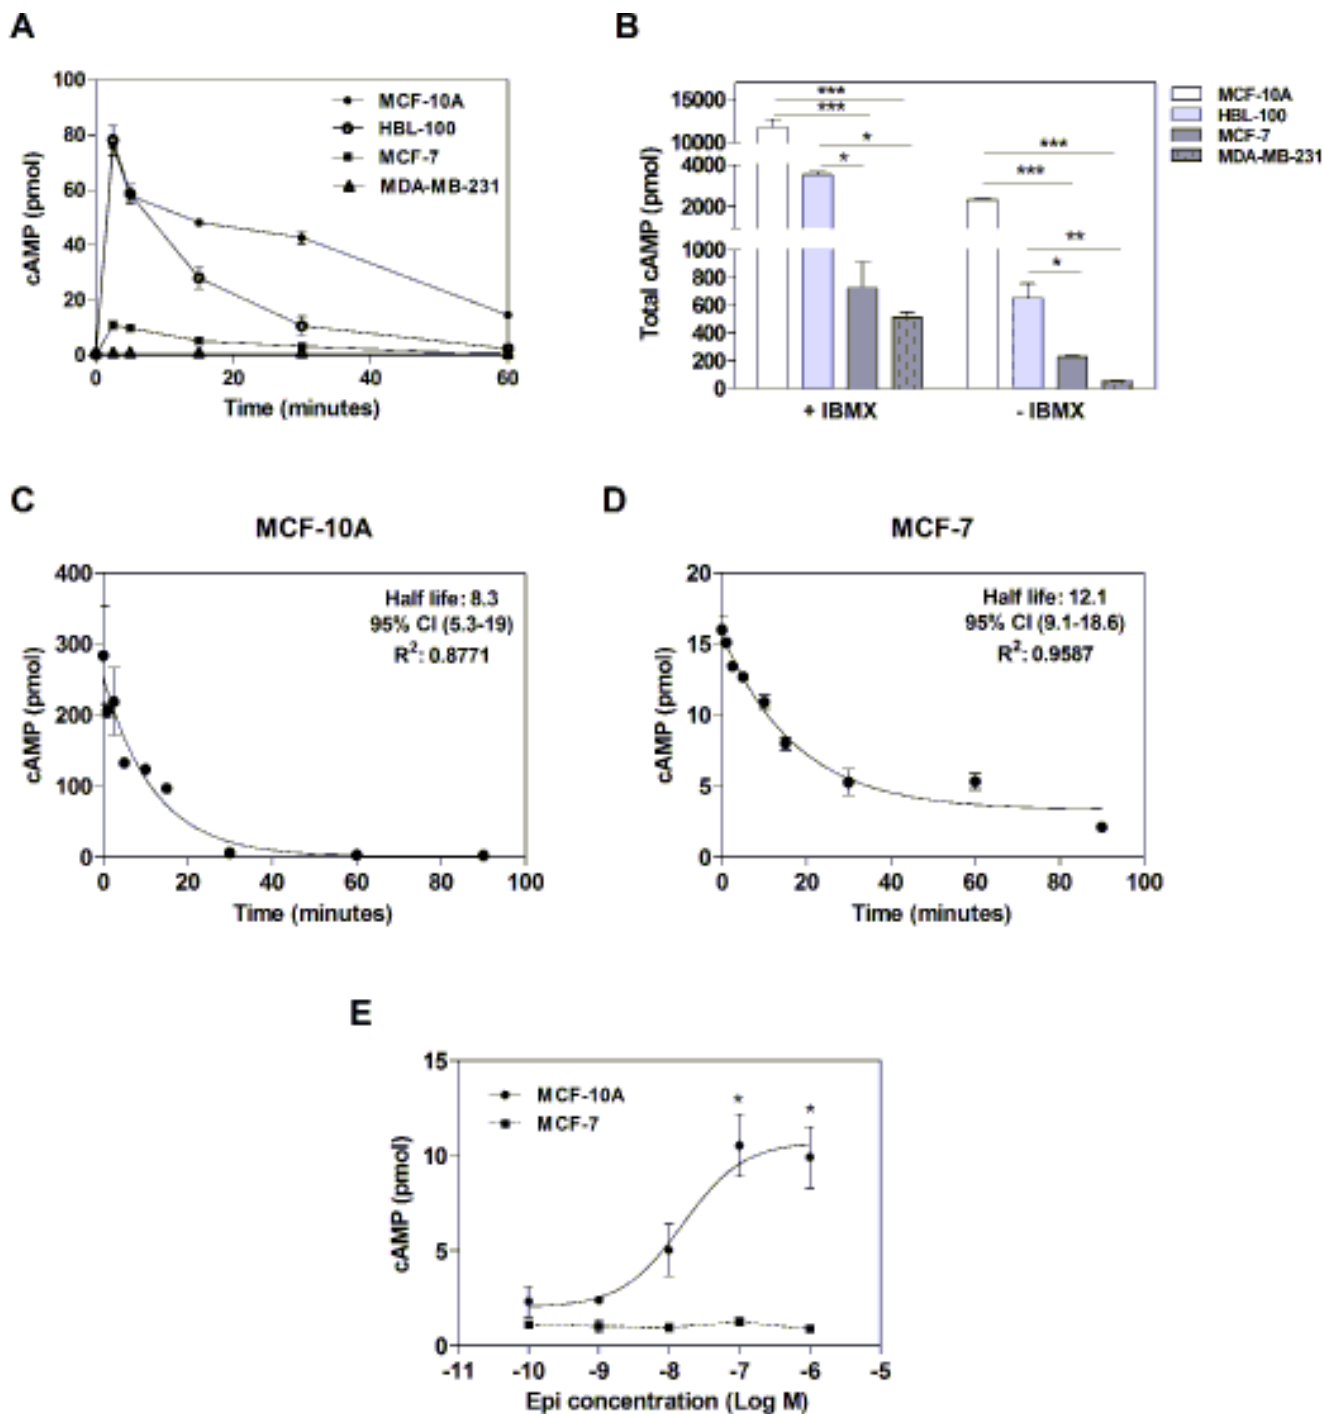 A
cAMP (pmol)
100
80
60
40
20
0
0 20 40 60
Time (minutes)
MCF-10A
HBL-100
MCF-7
MDA-MB-231
B
Total cAMP (pmol)
15000
10000
4000
2000
1000
800
600
400
200
0
***
***
*
*
***
***
**
*
+ IBMX - IBMX
MCF-10A
HBL-100
MCF-7
MDA-MB-231
C
MCF-10A
cAMP (pmol)
400
300
200
100
0
Half life: 8.3
95% CI (5.3-19)
R²: 0.8771
0 20 40 60 80 100
Time (minutes)
D
MCF-7
cAMP (pmol)
20
15
10
5
0
Half life: 12.1
95% CI (9.1-18.6)
R²: 0.9587
0 20 40 60 80 100
Time (minutes)
E
cAMP (pmol)
15
10
5
0
MCF-10A
MCF-7
* *
-11 -10 -9 -8 -7 -6 -5
Epi concentration (Log M)